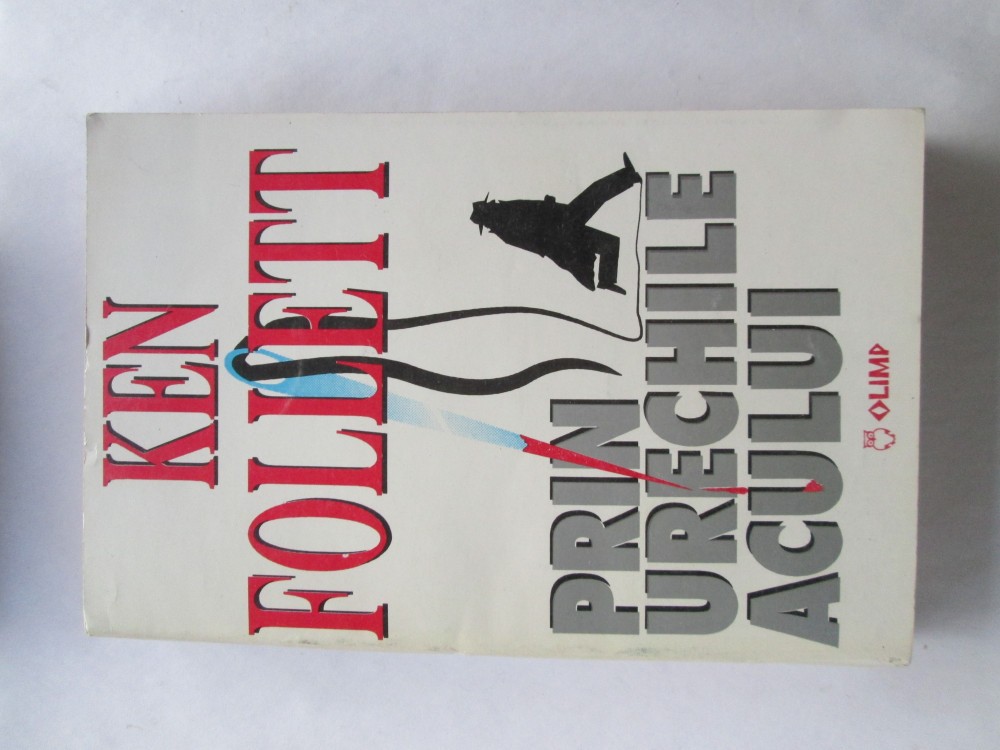 KEN
FOLLETT
PRIN
URECHILE
ACULUI
OLIMP